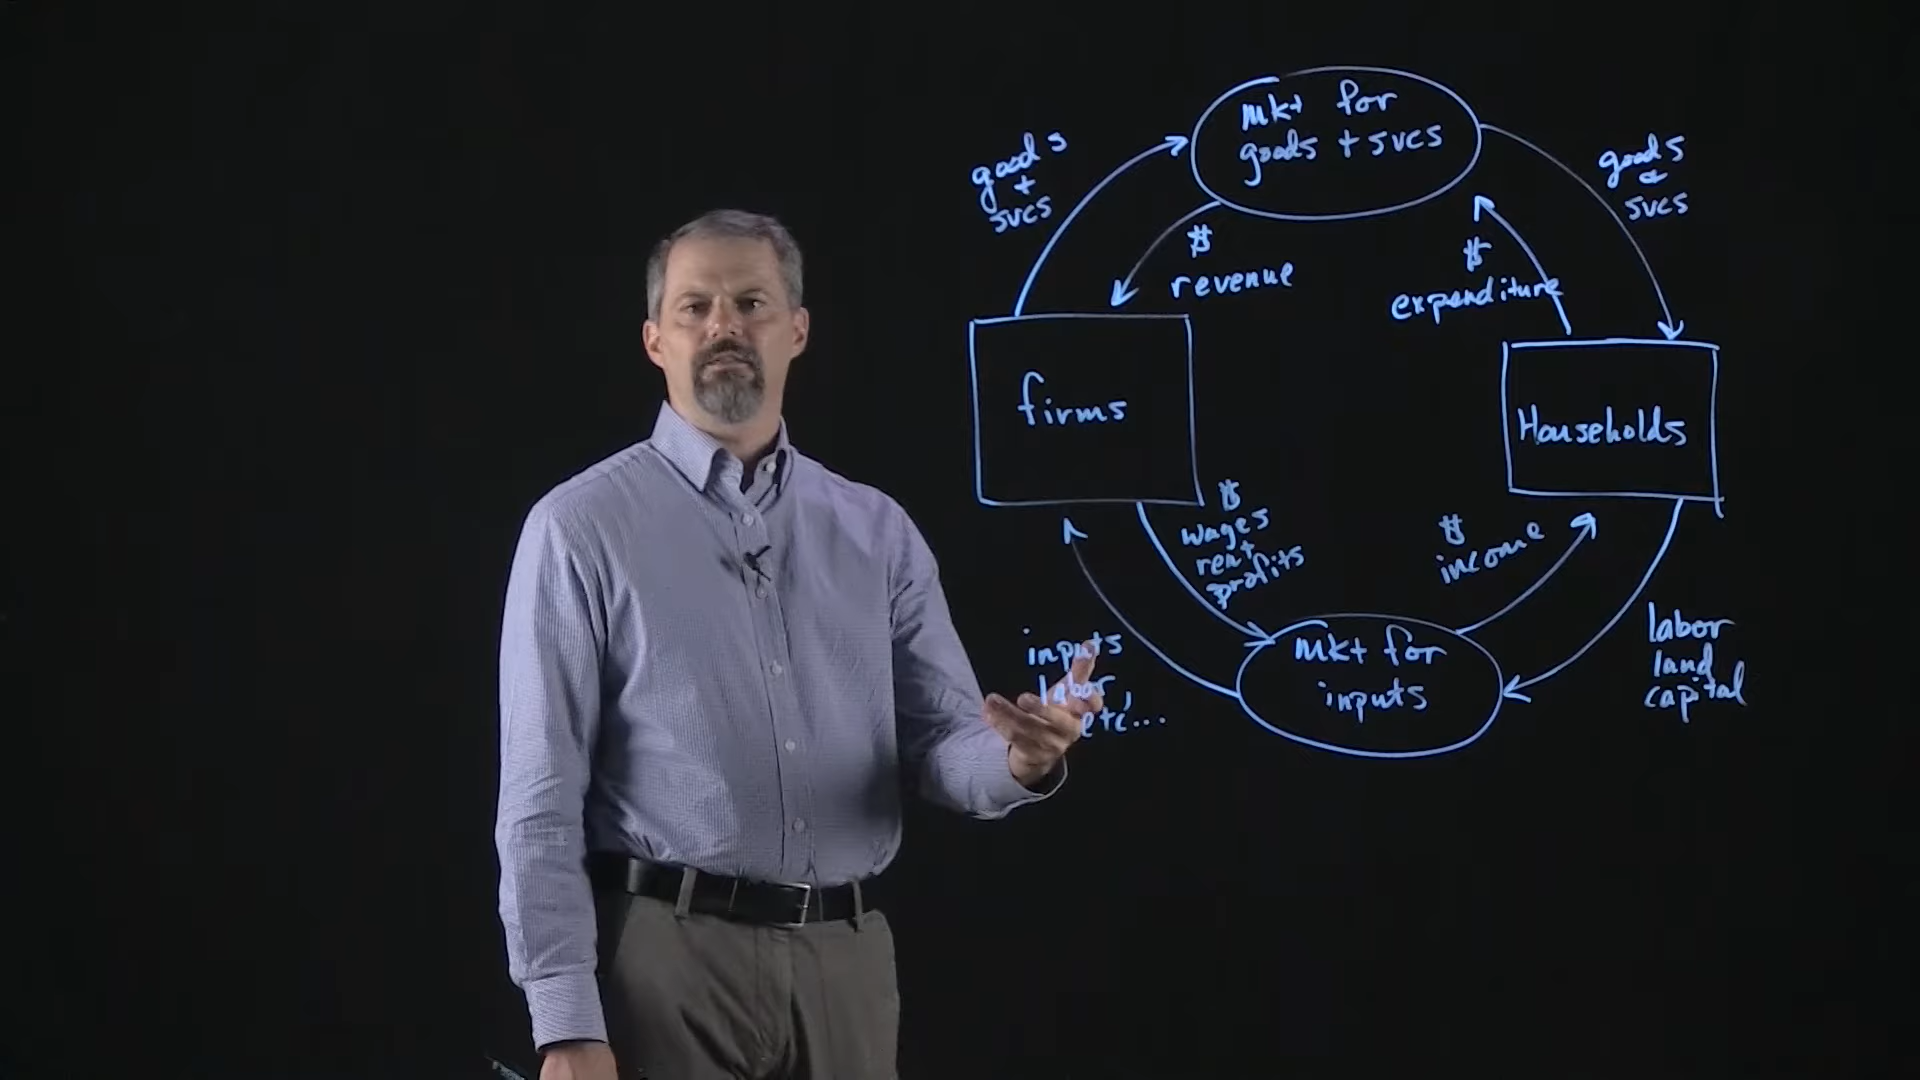 mkt for
goods + svcs
goods
+
svcs
$
revenue
goods
&
svcs
$
expenditure
firms
Households
$
wages
rent
profits
$
income
inputs
labor,
etc...
mkt for
inputs
labor
land
capital